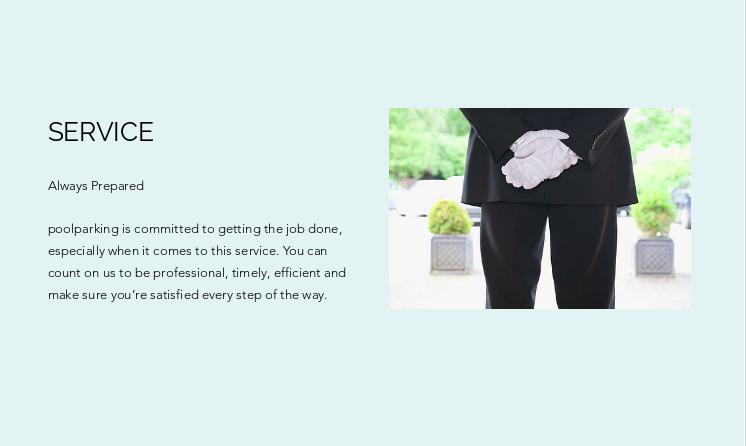 SERVICE
Always Prepared
poolparking is committed to getting the job done,
especially when it comes to this service. You can
count on us to be professional, timely, efficient and
make sure you’re satisfied every step of the way.